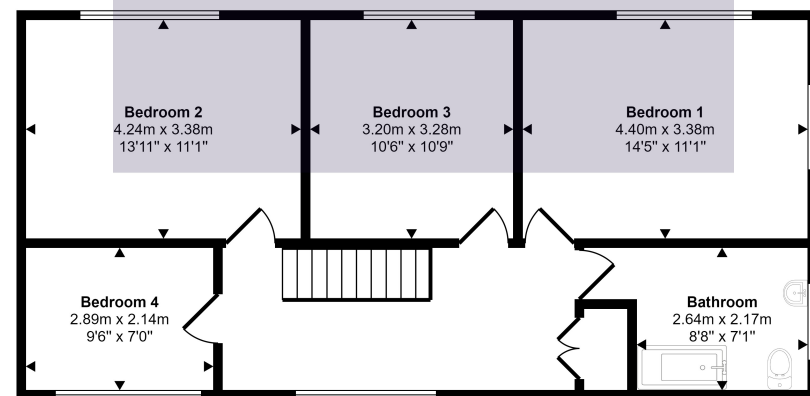 Bedroom 2
4.24m x 3.38m
13'11" x 11'1"
Bedroom 3
3.20m x 3.28m
10'6" x 10'9"
Bedroom 1
4.40m x 3.38m
14'5" x 11'1"
Bedroom 4
2.89m x 2.14m
9'6" x 7'0"
Bathroom
2.64m x 2.17m
8'8" x 7'1"